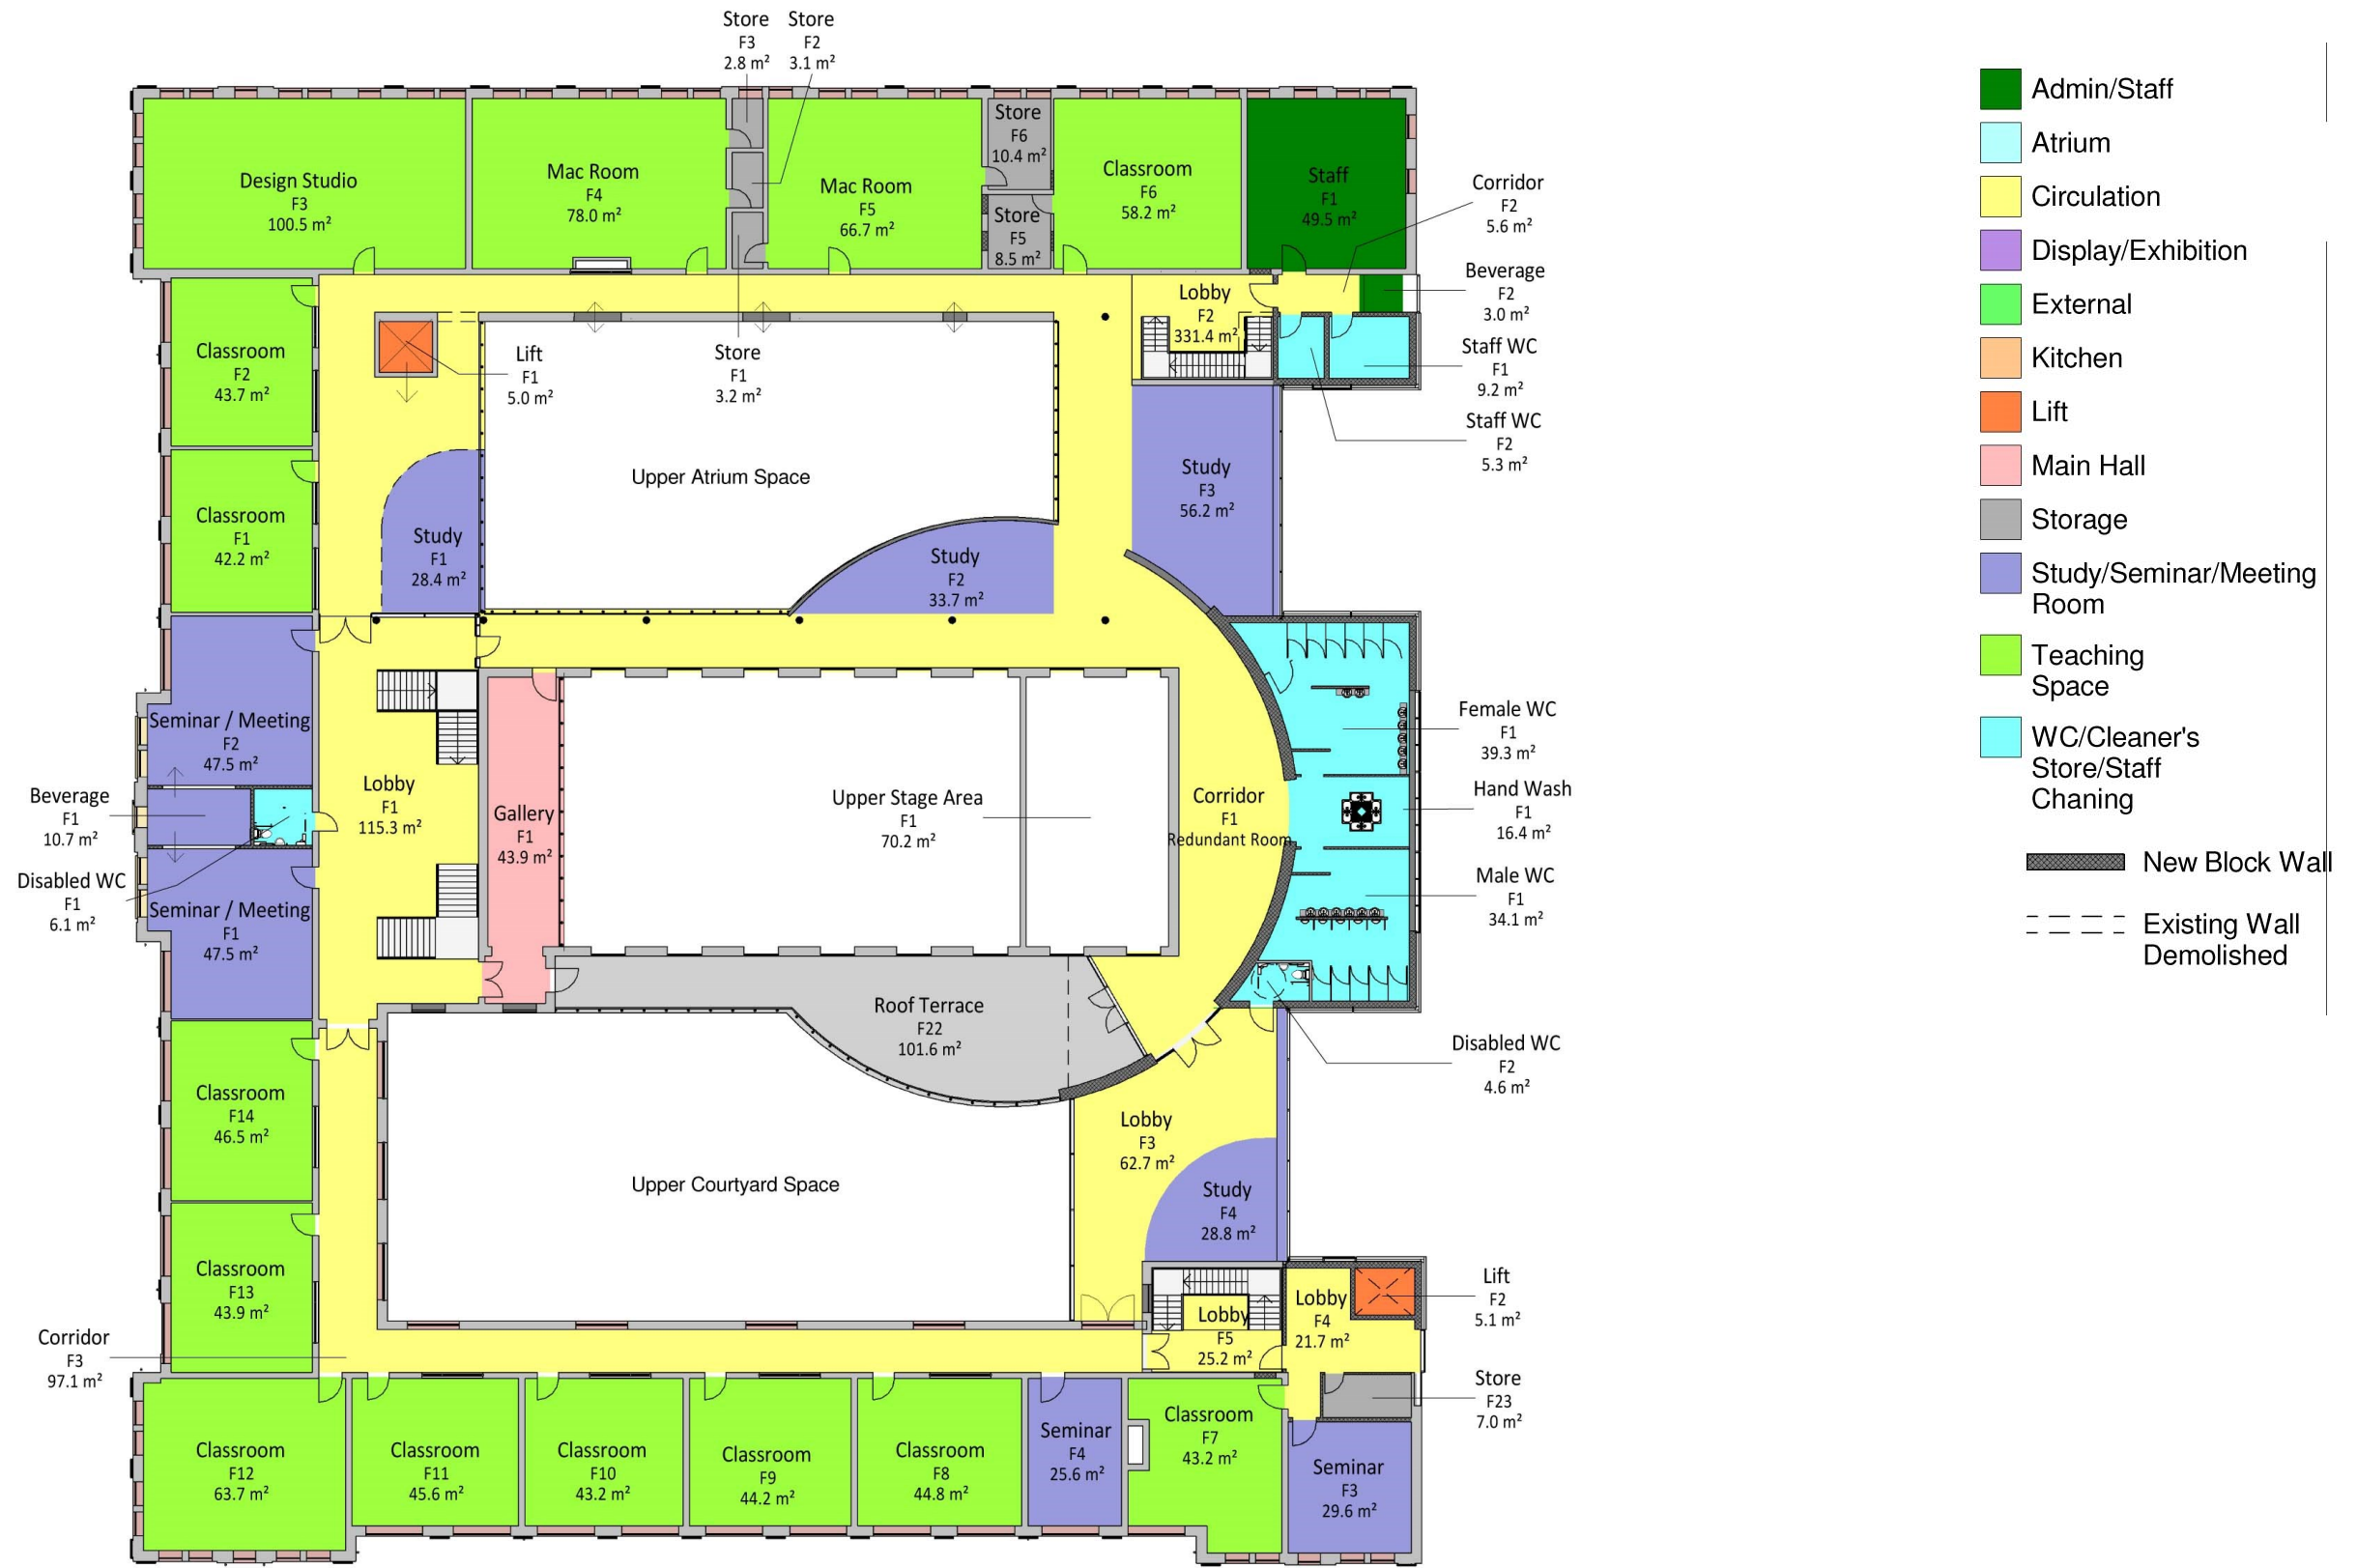 Store
F3
2.8 m²
Store
F2
3.1 m²
Design Studio
F3
100.5 m²
Mac Room
F4
78.0 m²
Mac Room
F5
66.7 m²
Store
F6
10.4 m²
Store
F5
8.5 m²
Classroom
F6
58.2 m²
Staff
F1
49.5 m²
Corridor
F2
5.6 m²
Beverage
F2
3.0 m²
Lobby
F2
331.4 m²
Staff WC
F1
9.2 m²
Staff WC
F2
5.3 m²
Classroom
F2
43.7 m²
Lift
F1
5.0 m²
Store
F1
3.2 m²
Upper Atrium Space
Classroom
F1
42.2 m²
Study
F1
28.4 m²
Study
F2
33.7 m²
Study
F3
56.2 m²
Seminar / Meeting
F2
47.5 m²
Beverage
F1
10.7 m²
Disabled WC
F1
6.1 m²
Seminar / Meeting
F1
47.5 m²
Lobby
F1
115.3 m²
Gallery
F1
43.9 m²
Upper Stage Area
F1
70.2 m²
Corridor
F1
Redundant Room
Female WC
F1
39.3 m²
Hand Wash
F1
16.4 m²
Male WC
F1
34.1 m²
Roof Terrace
F22
101.6 m²
Disabled WC
F2
4.6 m²
Classroom
F14
46.5 m²
Lobby
F3
62.7 m²
Upper Courtyard Space
Study
F4
28.8 m²
Classroom
F13
43.9 m²
Corridor
F3
97.1 m²
Lobby
F5
25.2 m²
Lobby
F4
21.7 m²
Lift
F2
5.1 m²
Store
F23
7.0 m²
Classroom
F12
63.7 m²
Classroom
F11
45.6 m²
Classroom
F10
43.2 m²
Classroom
F9
44.2 m²
Classroom
F8
44.8 m²
Seminar
F4
25.6 m²
Classroom
F7
43.2 m²
Seminar
F3
29.6 m²
Admin/Staff
Atrium
Circulation
Display/Exhibition
External
Kitchen
Lift
Main Hall
Storage
Study/Seminar/Meeting
Room
Teaching
Space
WC/Cleaner's
Store/Staff
Chaning
New Block Wall
Existing Wall
Demolished